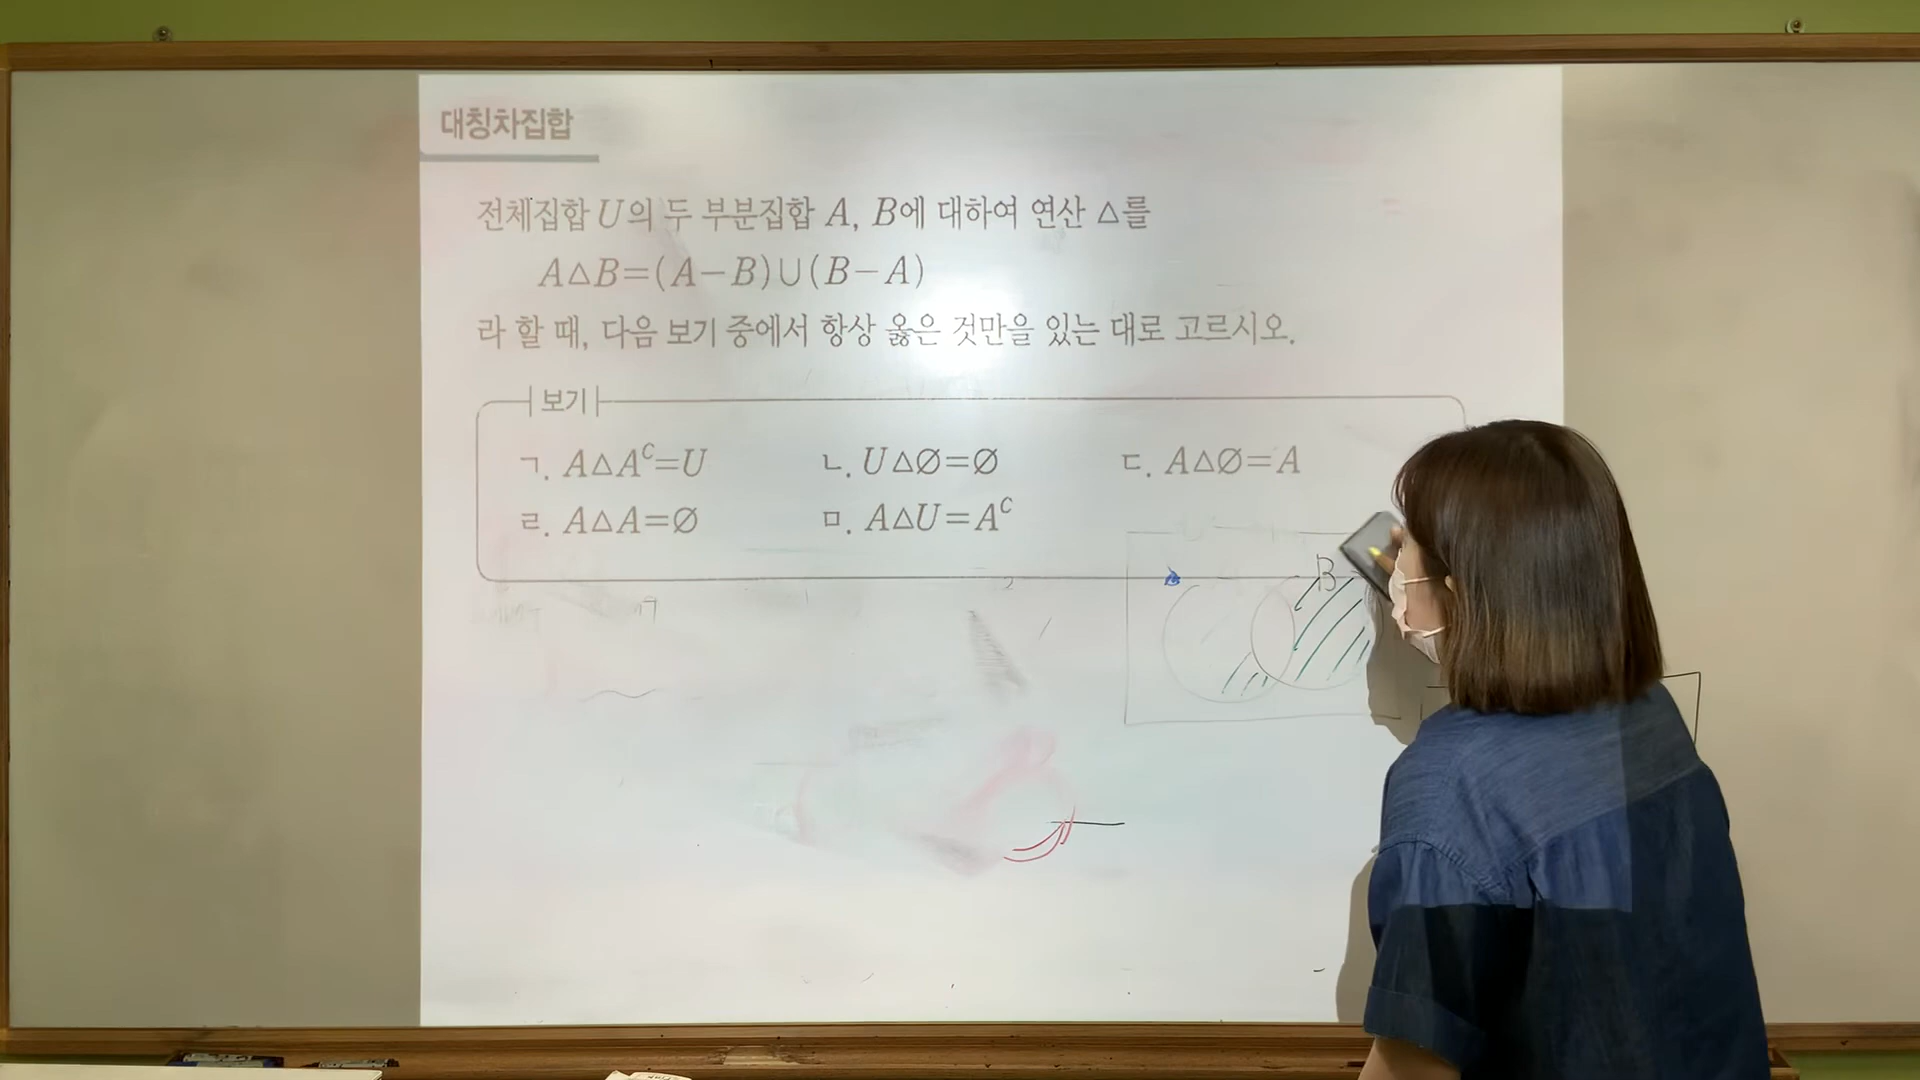 대칭차집합
전체집합 U의 두 부분집합 A, B에 대하여 연산 △를
A△B=(A-B)∪(B-A)
라 할 때, 다음 보기 중에서 항상 옳은 것만을 있는 대로 고르시오.
보기
ㄱ. A△Aᶜ=U ㄴ. U△∅=∅ ㄷ. A△∅=A
ㄹ. A△A=∅ ㅁ. A△U=Aᶜ
B